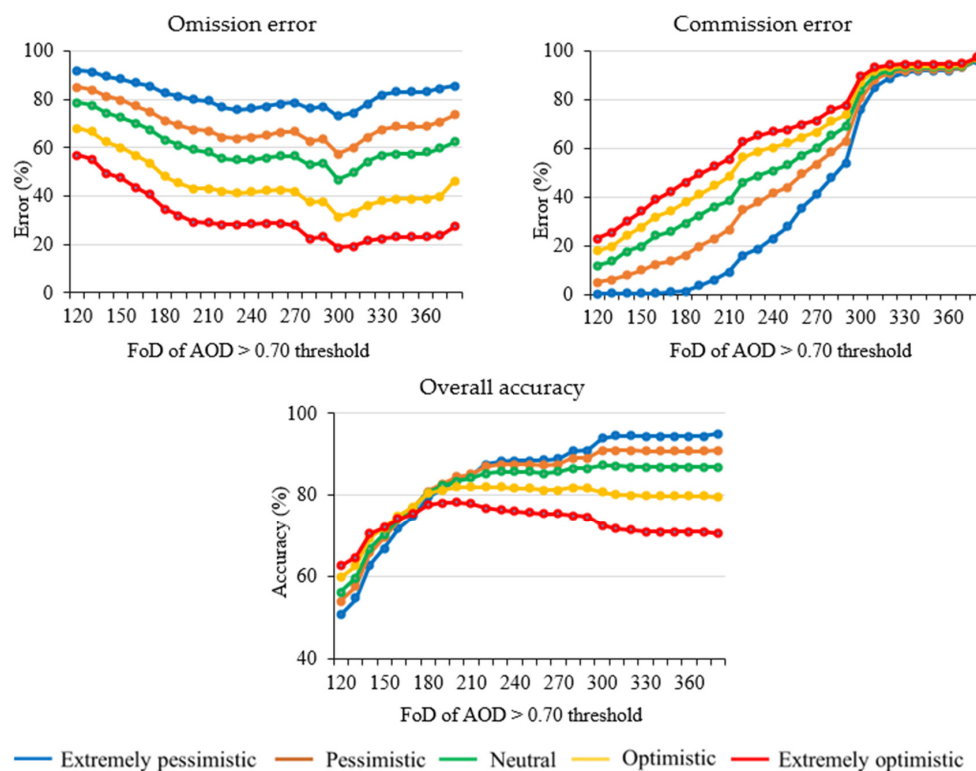 Omission error
100
80
60
40
20
0
Error (%)
120 150 180 210 240 270 300 330 360
FoD of AOD > 0.70 threshold
Commission error
100
80
60
40
20
0
Error (%)
120 150 180 210 240 270 300 330 360
FoD of AOD > 0.70 threshold
Overall accuracy
100
80
60
40
Accuracy (%)
120 150 180 210 240 270 300 330 360
FoD of AOD > 0.70 threshold
Extremely pessimistic Pessimistic Neutral Optimistic Extremely optimistic